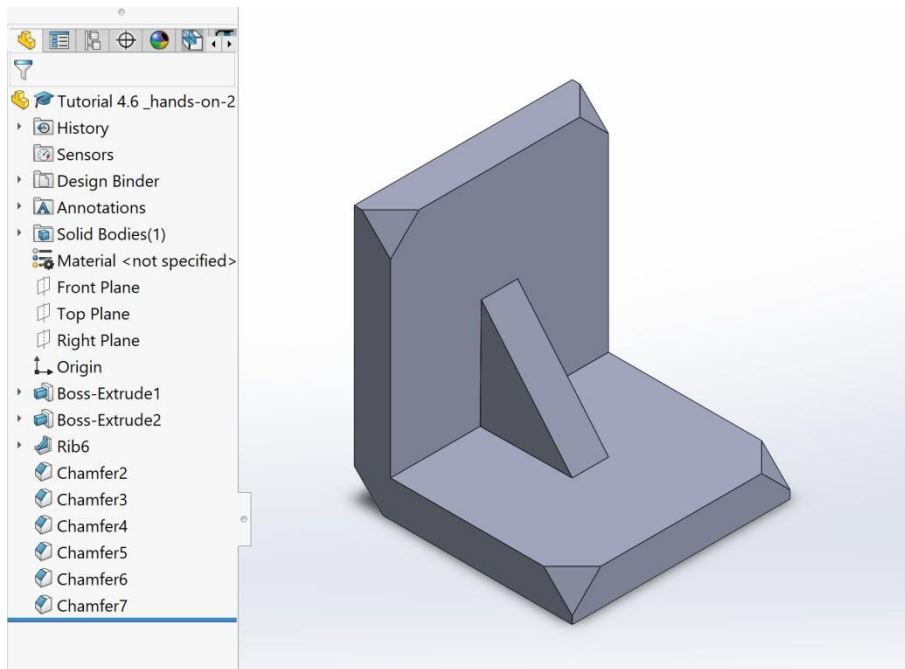 Tutorial 4.6 _hands-on-2
History
Sensors
Design Binder
Annotations
Solid Bodies(1)
Material <not specified>
Front Plane
Top Plane
Right Plane
Origin
Boss-Extrude1
Boss-Extrude2
Rib6
Chamfer2
Chamfer3
Chamfer4
Chamfer5
Chamfer6
Chamfer7